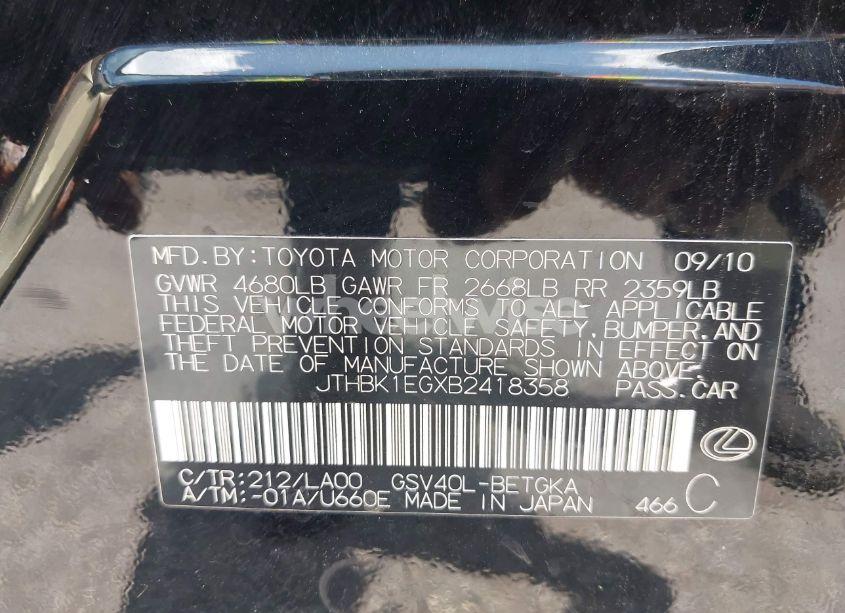 MFD.BY:TOYOTA MOTOR CORPORATION 09/10
GVWR 4680LB GAWR FR 2668LB RR 2359LB
THIS VEHICLE CONFORMS TO ALL APPLICABLE
FEDERAL MOTOR VEHICLE SAFETY, BUMPER, AND
THEFT PREVENTION STANDARDS IN EFFECT ON
THE DATE OF MANUFACTURE SHOWN ABOVE.
JTHBK1EGXB2418358 PASS.CAR
C/TR:212/LA00 GSV40L-BETGKA
A/TM:-01A/U660E MADE IN JAPAN 466 C